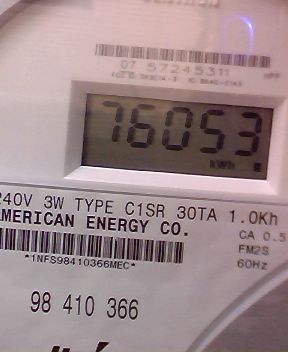 07 57245311
76053
kWh
240V 3W TYPE C1SR 30TA 1.0Kh
AMERICAN ENERGY CO.
CA 0.5
FM2S
60Hz
*1NFS98410366MEC*
98 410 366